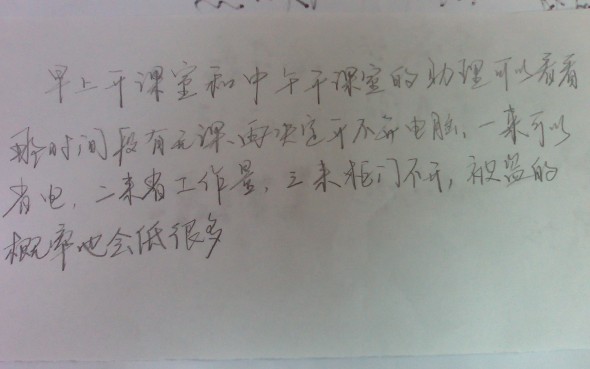 早上开课室和中午开课室的助理可以看看
那时间段有无课、再决定开不开电脑，一来可以
省电，二来省工作量，三来柜门不开，被盗的
概率也会低很多